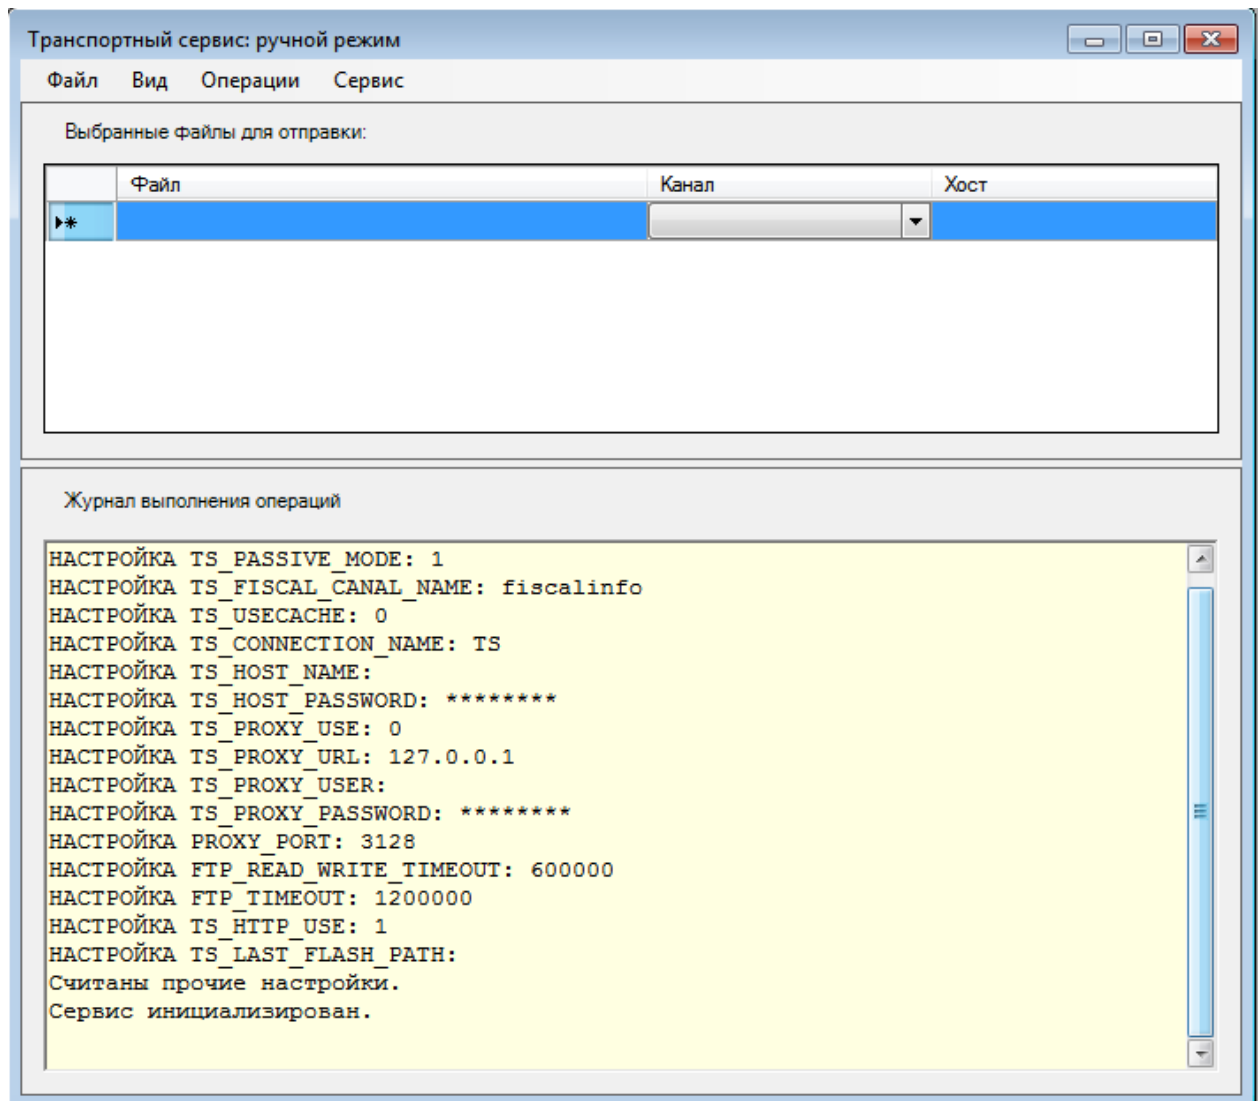 Транспортный сервис: ручной режим
Файл Вид Операции Сервис
Выбранные файлы для отправки:
Файл Канал Хост
Журнал выполнения операций
НАСТРОЙКА TS_PASSIVE_MODE: 1
НАСТРОЙКА TS_FISCAL_CANAL_NAME: fiscalinfo
НАСТРОЙКА TS_USECACHE: 0
НАСТРОЙКА TS_CONNECTION_NAME: TS
НАСТРОЙКА TS_HOST_NAME:
НАСТРОЙКА TS_HOST_PASSWORD: ********
НАСТРОЙКА TS_PROXY_USE: 0
НАСТРОЙКА TS_PROXY_URL: 127.0.0.1
НАСТРОЙКА TS_PROXY_USER:
НАСТРОЙКА TS_PROXY_PASSWORD: ********
НАСТРОЙКА PROXY_PORT: 3128
НАСТРОЙКА FTP_READ_WRITE_TIMEOUT: 600000
НАСТРОЙКА FTP_TIMEOUT: 1200000
НАСТРОЙКА TS_HTTP_USE: 1
НАСТРОЙКА TS_LAST_FLASH_PATH:
Считаны прочие настройки.
Сервис инициализирован.